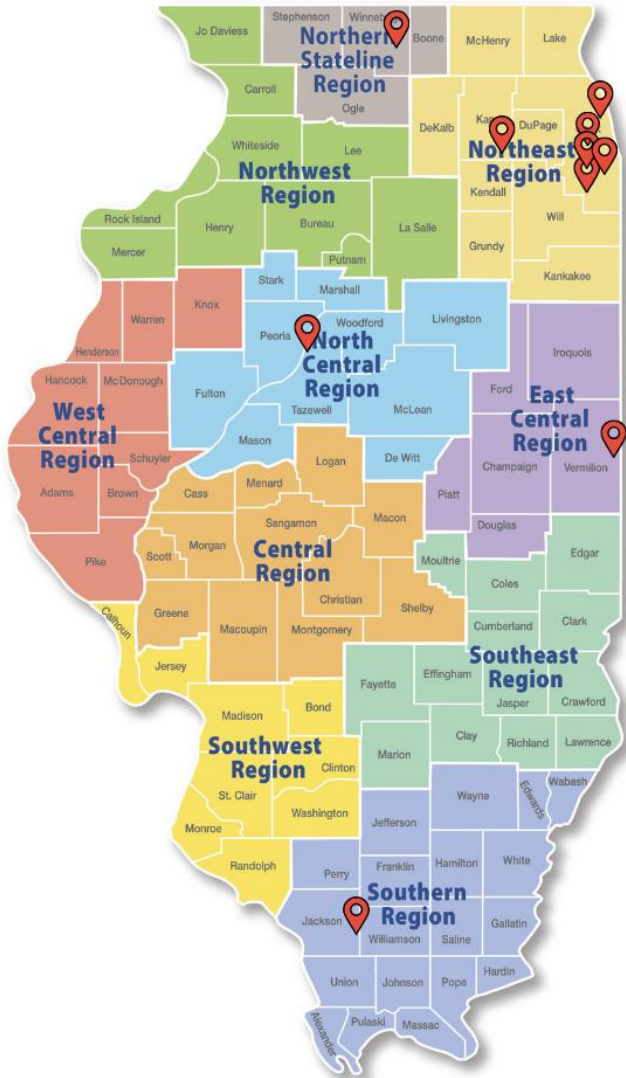 Jo Daviess
Stephenson
Boone
McHenry
Lake
Northern
Stateline
Region
Carroll
Ogle
DeKalb
DuPage
Whiteside
Lee
Northwest
Region
Northeast
Region
Kendall
Rock Island
Henry
Bureau
La Salle
Will
Mercer
Putnam
Grundy
Kankakee
Stark
Marshall
Knox
Warren
Henderson
Peoria
Woodford
Livingston
Iroquois
North
Central
Region
Hancock
McDonough
Fulton
Tazewell
McLean
Ford
East
Central
Region
West
Central
Region
Mason
De Witt
Champaign
Vermilion
Schuyler
Adams
Brown
Logan
Menard
Cass
Piatt
Sangamon
Macon
Douglas
Scott
Morgan
Central
Region
Moultrie
Edgar
Coles
Pike
Christian
Shelby
Greene
Macoupin
Montgomery
Cumberland
Clark
Calhoun
Jersey
Southeast
Region
Fayette
Effingham
Jasper
Crawford
Madison
Bond
Southwest
Region
Clinton
Marion
Clay
Richland
Lawrence
St. Clair
Washington
Wayne
Edwards
Wabash
Monroe
Jefferson
Randolph
Perry
Franklin
Hamilton
White
Southern
Region
Jackson
Williamson
Saline
Gallatin
Union
Johnson
Pope
Hardin
Alexander
Pulaski
Massac